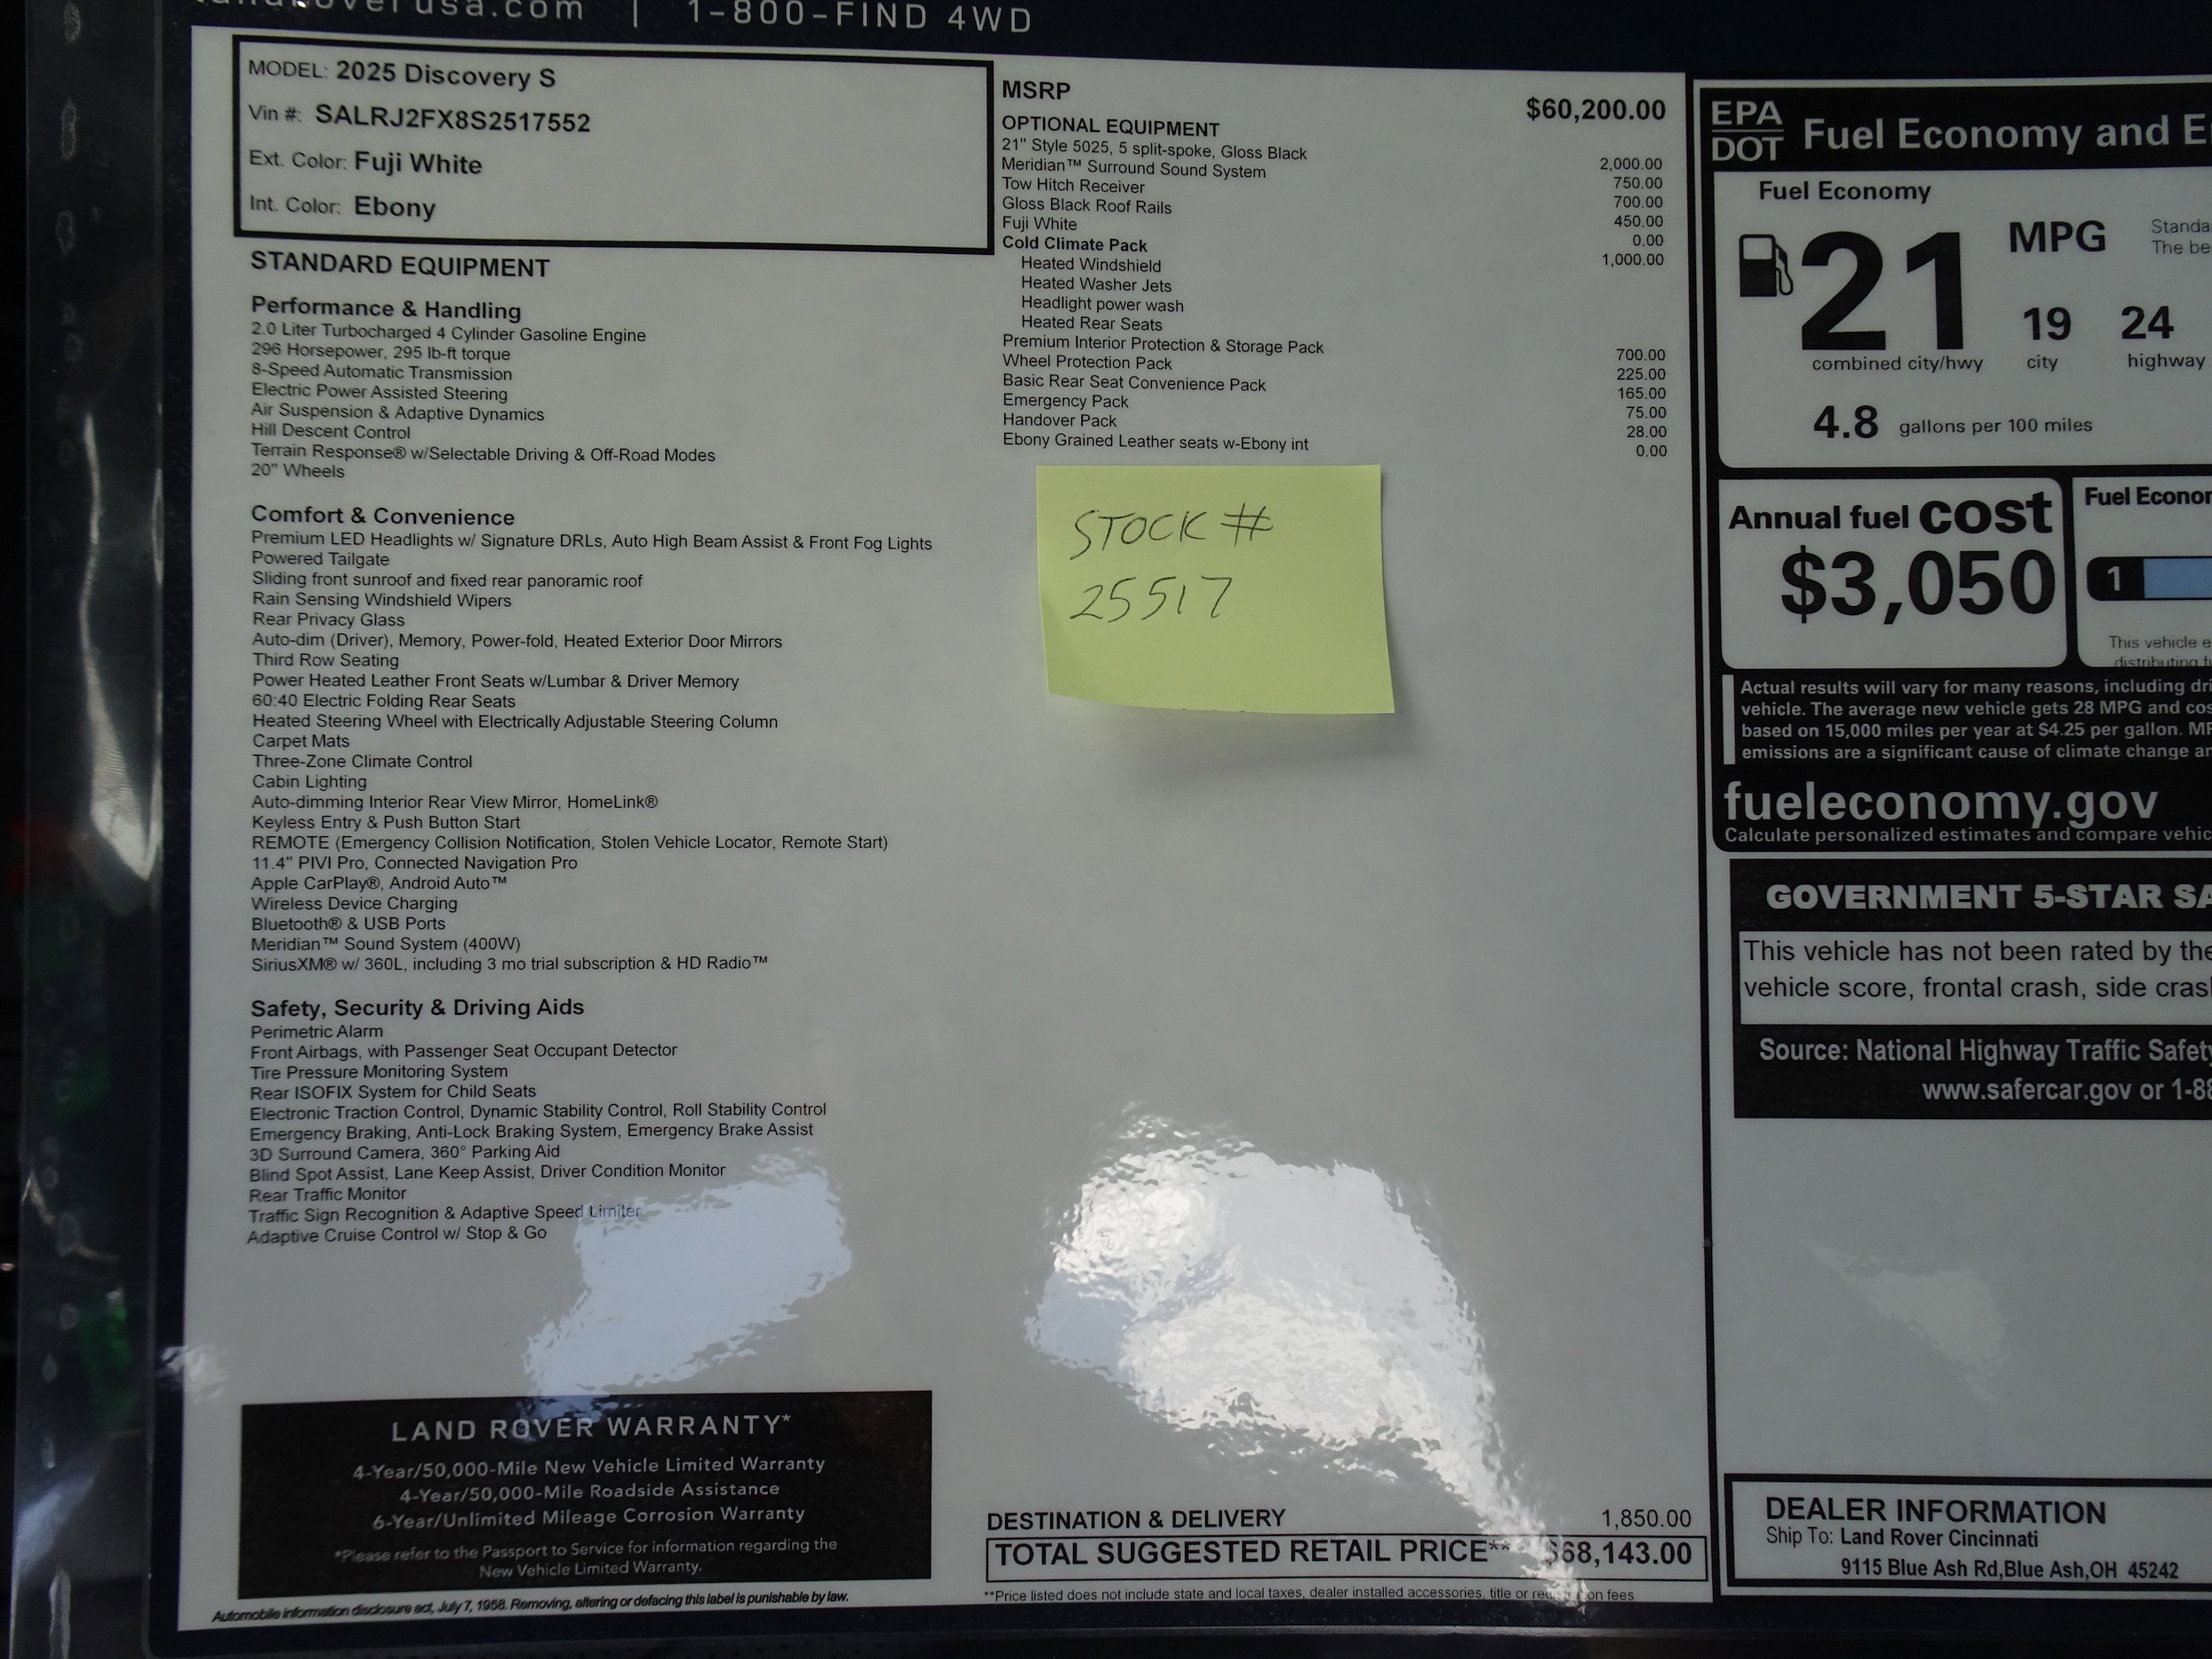 1-800-FIND 4WD
MODEL: 2025 Discovery S
Vin #: SALRJ2FX8S2517552
Ext. Color: Fuji White
Int. Color: Ebony
STANDARD EQUIPMENT
Performance & Handling
2.0 Liter Turbocharged 4 Cylinder Gasoline Engine
296 Horsepower, 295 lb-ft torque
8-Speed Automatic Transmission
Electric Power Assisted Steering
Air Suspension & Adaptive Dynamics
Hill Descent Control
Terrain Response® w/Selectable Driving & Off-Road Modes
20" Wheels
Comfort & Convenience
Premium LED Headlights w/ Signature DRLs, Auto High Beam Assist & Front Fog Lights
Powered Tailgate
Sliding front sunroof and fixed rear panoramic roof
Rain Sensing Windshield Wipers
Rear Privacy Glass
Auto-dim (Driver), Memory, Power-fold, Heated Exterior Door Mirrors
Third Row Seating
Power Heated Leather Front Seats w/Lumbar & Driver Memory
60:40 Electric Folding Rear Seats
Heated Steering Wheel with Electrically Adjustable Steering Column
Carpet Mats
Three-Zone Climate Control
Cabin Lighting
Auto-dimming Interior Rear View Mirror, HomeLink®
Keyless Entry & Push Button Start
REMOTE (Emergency Collision Notification, Stolen Vehicle Locator, Remote Start)
11.4" PIVI Pro, Connected Navigation Pro
Apple CarPlay®, Android Auto™
Wireless Device Charging
Bluetooth® & USB Ports
Meridian™ Sound System (400W)
SiriusXM® w/ 360L, including 3 mo trial subscription & HD Radio™
Safety, Security & Driving Aids
Perimetric Alarm
Front Airbags, with Passenger Seat Occupant Detector
Tire Pressure Monitoring System
Rear ISOFIX System for Child Seats
Electronic Traction Control, Dynamic Stability Control, Roll Stability Control
Emergency Braking, Anti-Lock Braking System, Emergency Brake Assist
3D Surround Camera, 360° Parking Aid
Blind Spot Assist, Lane Keep Assist, Driver Condition Monitor
Rear Traffic Monitor
Traffic Sign Recognition & Adaptive Speed Limiter
Adaptive Cruise Control w/ Stop & Go
LAND ROVER WARRANTY*
4-Year/50,000-Mile New Vehicle Limited Warranty
4-Year/50,000-Mile Roadside Assistance
6-Year/Unlimited Mileage Corrosion Warranty
*Please refer to the Passport to Service for information regarding the
New Vehicle Limited Warranty.
Automobile information disclosure act, July 7, 1958. Removing, altering or defacing this label is punishable by law.
MSRP $60,200.00
OPTIONAL EQUIPMENT
21" Style 5025, 5 split-spoke, Gloss Black 2,000.00
Meridian™ Surround Sound System 750.00
Tow Hitch Receiver 700.00
Gloss Black Roof Rails 450.00
Fuji White 0.00
Cold Climate Pack 1,000.00
Heated Windshield
Heated Washer Jets
Headlight power wash
Heated Rear Seats
Premium Interior Protection & Storage Pack 700.00
Wheel Protection Pack 225.00
Basic Rear Seat Convenience Pack 165.00
Emergency Pack 75.00
Handover Pack 28.00
Ebony Grained Leather seats w-Ebony int 0.00
STOCK #
25517
DESTINATION & DELIVERY 1,850.00
TOTAL SUGGESTED RETAIL PRICE** $68,143.00
**Price listed does not include state and local taxes, dealer installed accessories, title or fees
EPA
DOT
Fuel Economy and
Fuel Economy
21 MPG
combined city/hwy
19 city
24 highway
The
4.8 gallons per 100 miles
Annual fuel cost
$3,050
Fuel
1
This vehicle
Actual results will vary for many reasons, including
vehicle. The average new vehicle gets 28 MPG and
based on 15,000 miles per year at $4.25 per gallon.
emissions are a significant cause of climate change
fueleconomy.gov
Calculate personalized estimates and compare
GOVERNMENT 5-STAR
This vehicle has not been rated by the
vehicle score, frontal crash, side
Source: National Highway Traffic
www.safercar.gov or
DEALER INFORMATION
Ship To: Land Rover Cincinnati
9115 Blue Ash Rd,Blue Ash,OH 45242